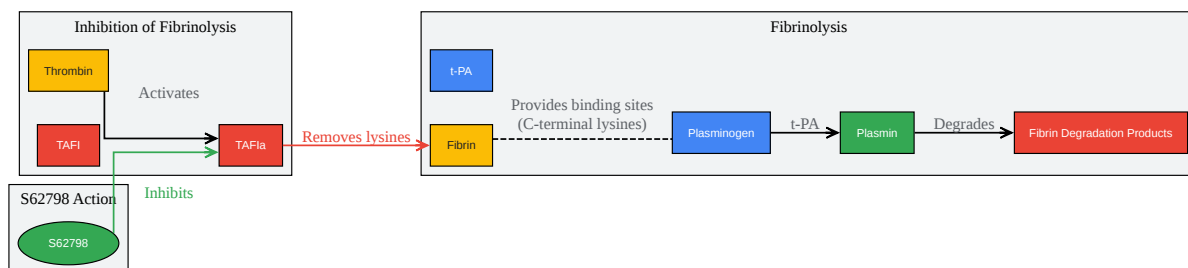 Inhibition of Fibrinolysis
Thrombin
Activates
TAFI
TAFIa
Removes lysines
S62798 Action
Inhibits
S62798
Fibrinolysis
t-PA
Fibrin
Provides binding sites
(C-terminal lysines)
Plasminogen
t-PA
Plasmin
Degrades
Fibrin Degradation Products